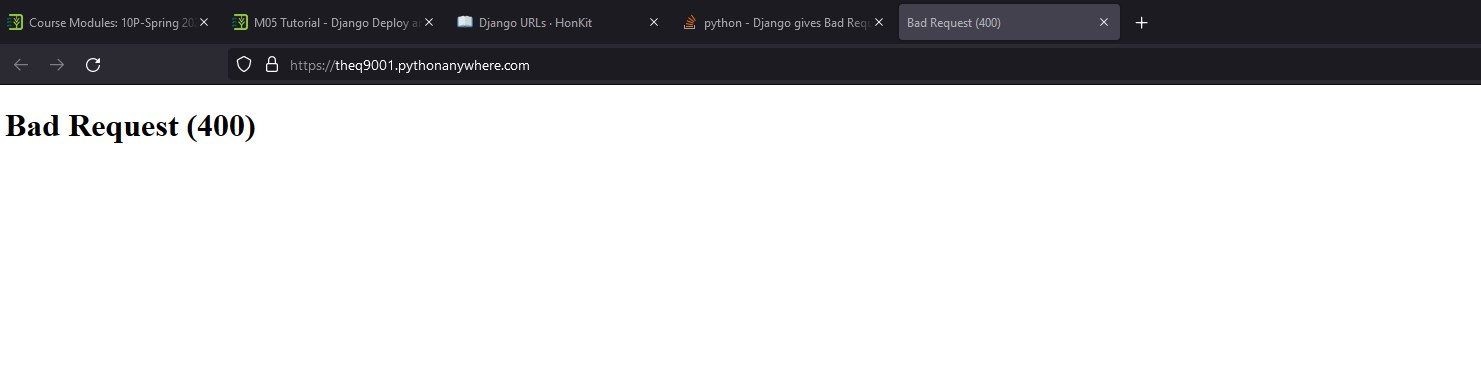 Course Modules: 10P-Spring 20
M05 Tutorial - Django Deploy a
Django URLs · HonKit
python - Django gives Bad Requ
Bad Request (400)
https://theq9001.pythonanywhere.com
Bad Request (400)